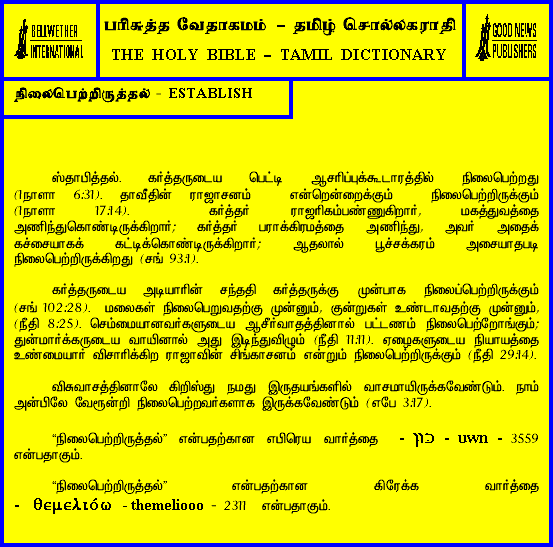 BELLWETHER
INTERNATIONAL
பரிசுத்த வேதாகமம் – தமிழ் சொல்லகராதி
THE HOLY BIBLE – TAMIL DICTIONARY
GOOD NEWS
PUBLISHERS
நிலைபெற்றிருத்தல் - ESTABLISH
ஸ்தாபித்தல். கர்த்தருடைய பெட்டி ஆசரிப்புக்கூடாரத்தில் நிலைபெற்றது
(1நாளா 6:31). தாவீதின் ராஜாசனம் என்றென்றைக்கும் நிலைபெற்றிருக்கும்
(1நாளா 17:14). கர்த்தர் ராஜரிகம்பண்ணுகிறார், மகத்துவத்தை
அணிந்துகொண்டிருக்கிறார்; கர்த்தர் பராக்கிரமத்தை அணிந்து, அவர் அதைக்
கச்சையாகக் கட்டிக்கொண்டிருக்கிறார்; ஆதலால் பூச்சக்கரம் அசையாதபடி
நிலைபெற்றிருக்கிறது (சங் 93:1).
கர்த்தருடைய அடியாரின் சந்ததி கர்த்தருக்கு முன்பாக நிலைப்பெற்றிருக்கும்
(சங் 102:28). மலைகள் நிலைபெறுவதற்கு முன்னும், குன்றுகள் உண்டாவதற்கு முன்னும்,
(நீதி 8:25). செம்மையானவர்களுடைய ஆசீர்வாதத்தினால் பட்டணம் நிலைபெற்றோங்கும்;
துன்மார்க்கருடைய வாயினால் அது இடிந்துவிழும் (நீதி 11:11). ஏழைகளுடைய நியாயத்தை
உண்மையார் விசாரிக்கிற ராஜாவின் சிங்காசனம் என்றும் நிலைபெற்றிருக்கும் (நீதி 29:14).
விசுவாசத்தினாலே கிறிஸ்து நமது இருதயங்களில் வாசமாயிருக்கவேண்டும். நாம்
அன்பிலே வேரூன்றி நிலைபெற்றவர்களாக இருக்கவேண்டும் (எபே 3:17).
“நிலைபெற்றிருத்தல்” என்பதற்கான எபிரெய வார்த்தை - כון - uwn - 3559
என்பதாகும்.
“நிலைபெற்றிருத்தல்” என்பதற்கான கிரேக்க வார்த்தை
- θεμελιόω - themeliooo - 2311 என்பதாகும்.